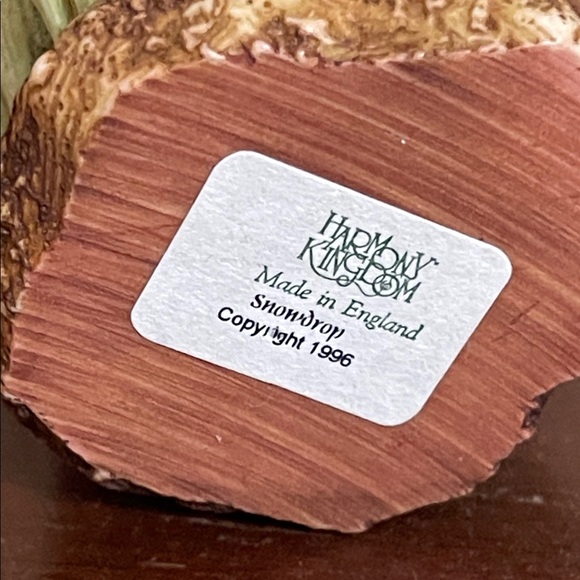 HARMONY
KINGDOM
Made in England
Snowdrop
Copyright 1996